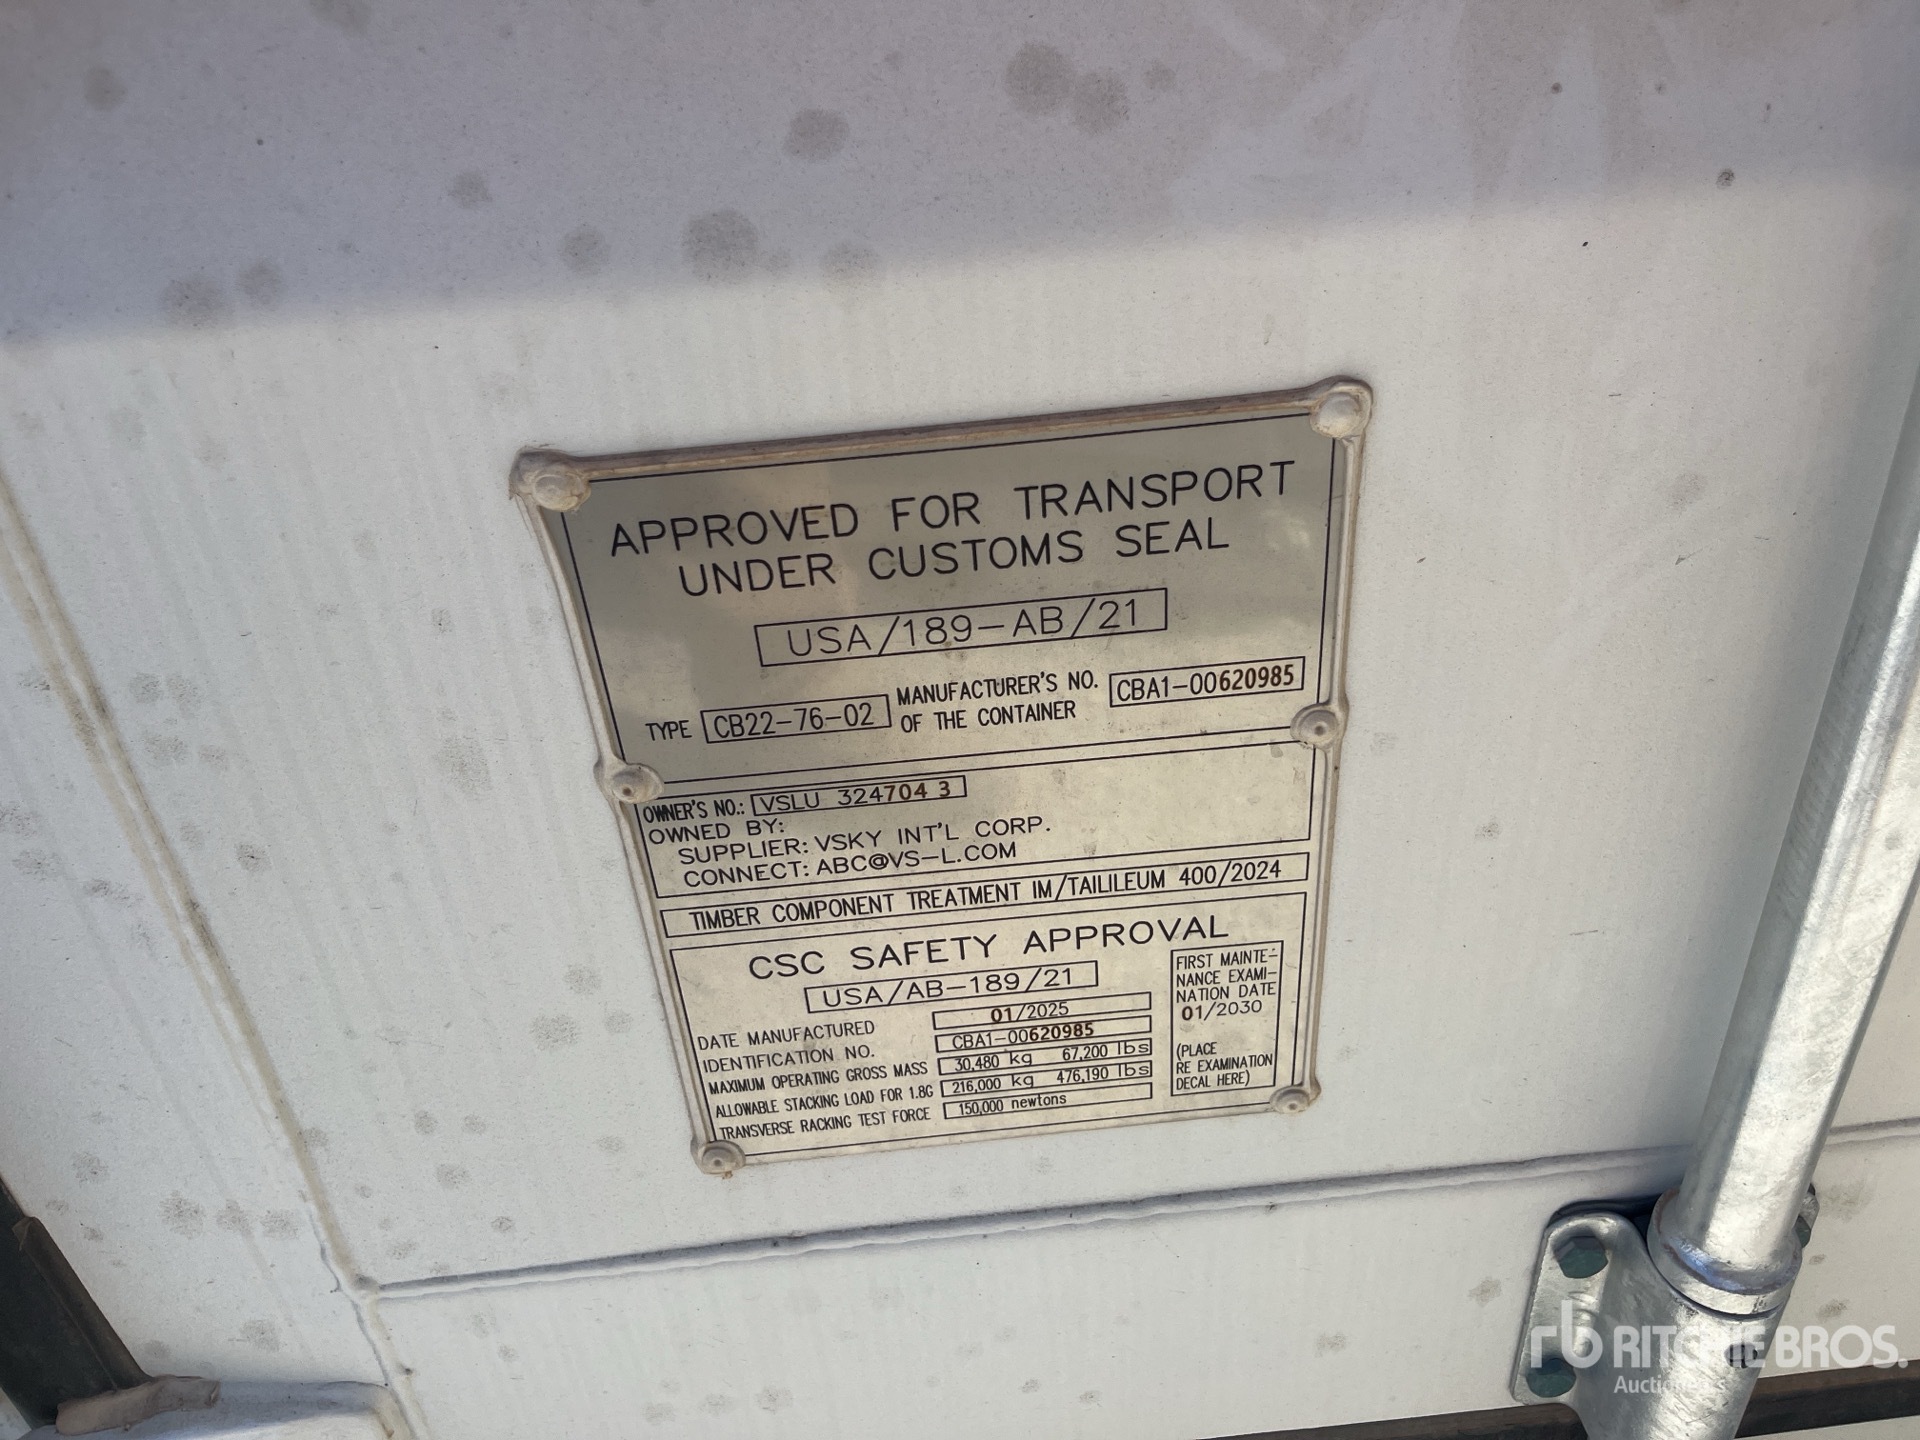 APPROVED FOR TRANSPORT
UNDER CUSTOMS SEAL
USA/189-AB/21
TYPE CB22-76-02 MANUFACTURER'S NO. OF THE CONTAINER CBA1-00620985
OWNER'S NO.: VSLU 324704 3
OWNED BY:
SUPPLIER: VSKY INT'L CORP.
CONNECT: ABC@VS-L.COM
TIMBER COMPONENT TREATMENT IM/TAILILEUM 400/2024
CSC SAFETY APPROVAL
USA/AB-189/21
DATE MANUFACTURED 01/2025
IDENTIFICATION NO. CBA1-00620985
MAXIMUM OPERATING GROSS MASS 30,480 kg 67,200 lbs
ALLOWABLE STACKING LOAD FOR 1.8G 216,000 kg 476,190 lbs
TRANSVERSE RACKING TEST FORCE 150,000 newtons
FIRST MAINTE-
NANCE EXAMI-
NATION DATE
01/2030
(PLACE
RE EXAMINATION
DECAL HERE)
rb RITCHIE BROS.
Auctioneers